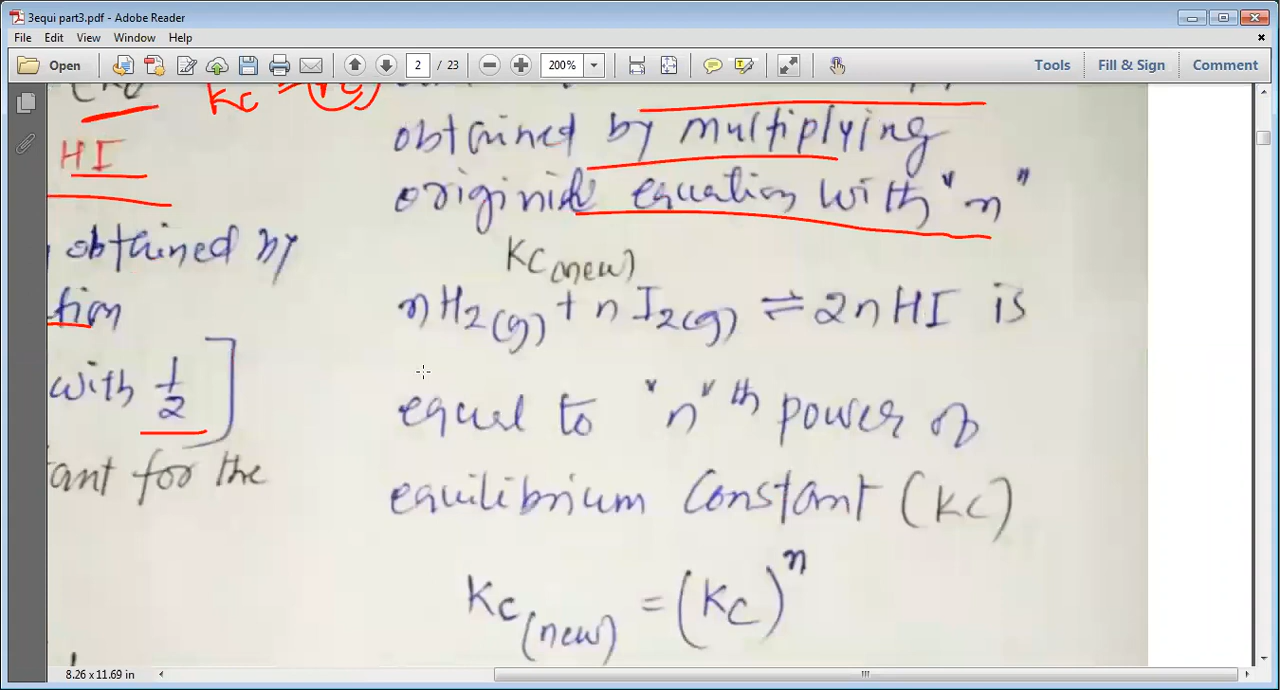 3equi part3.pdf - Adobe Reader
File Edit View Window Help
Open 2 / 23 200% Tools Fill & Sign Comment
Kc =
HI
obtained by
tion
with 1/2 ]
tant for the
obtained by multiplying
equation with "n"
Kc(new)
nH2(g) + n I2(g) ⇌ 2nHI is
equal to "n"th power of
equilibrium Constant (Kc)
Kc(new) = (Kc)^n
8.26 x 11.69 in